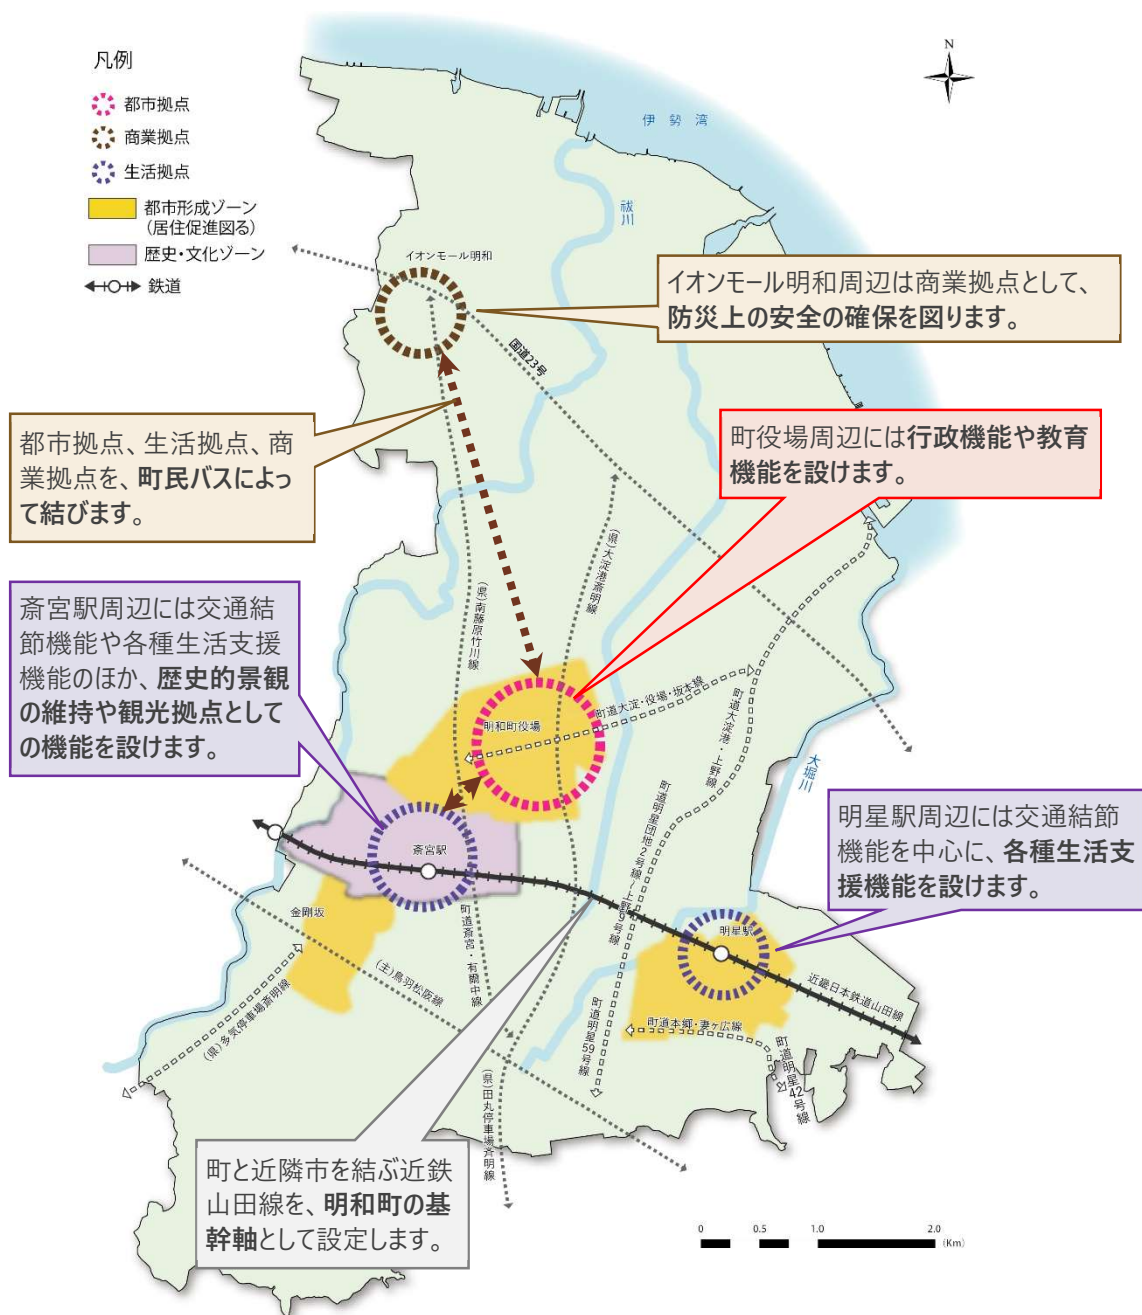 凡例
都市拠点
商業拠点
生活拠点
都市形成ゾーン
(居住促進図る)
歴史・文化ゾーン
鉄道
N
伊勢湾
祓川
イオンモール明和
イオンモール明和周辺は商業拠点として、
防災上の安全の確保を図ります。
国道23号
都市拠点、生活拠点、商
業拠点を、町民バスによっ
て結びます。
町役場周辺には行政機能や教育
機能を設けます。
(県)大淀港斎明線
(県)南藤原竹川線
斎宮駅周辺には交通結
節機能や各種生活支援
機能のほか、歴史的景観
の維持や観光拠点として
の機能を設けます。
町道大淀・役場・坂本線
明和町役場
町道大淀港・上野線
大堀川
町道明星団地2号線~上野9号線
明星駅周辺には交通結節
機能を中心に、各種生活支
援機能を設けます。
斎宮駅
金剛坂
町道斎宮・有爾中線
明星駅
(主)鳥羽松阪線
近畿日本鉄道山田線
(県)多気停車場斎明線
町道明星59号線
町道本郷・妻ヶ広線
町道明星42号線
(県)田丸停車場斎明線
町と近隣市を結ぶ近鉄
山田線を、明和町の基
幹軸として設定します。
0 0.5 1.0 2.0
(Km)